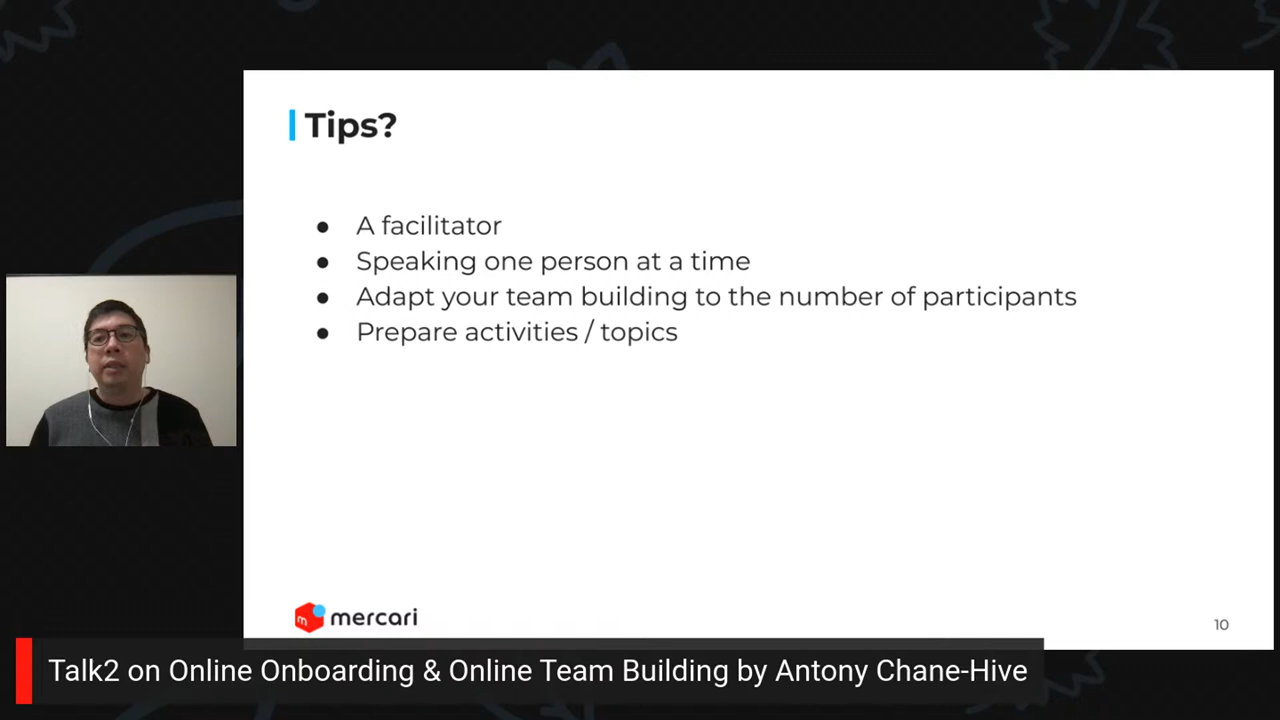 Tips?
● A facilitator
● Speaking one person at a time
● Adapt your team building to the number of participants
● Prepare activities / topics
m mercari
10
Talk2 on Online Onboarding & Online Team Building by Antony Chane-Hive